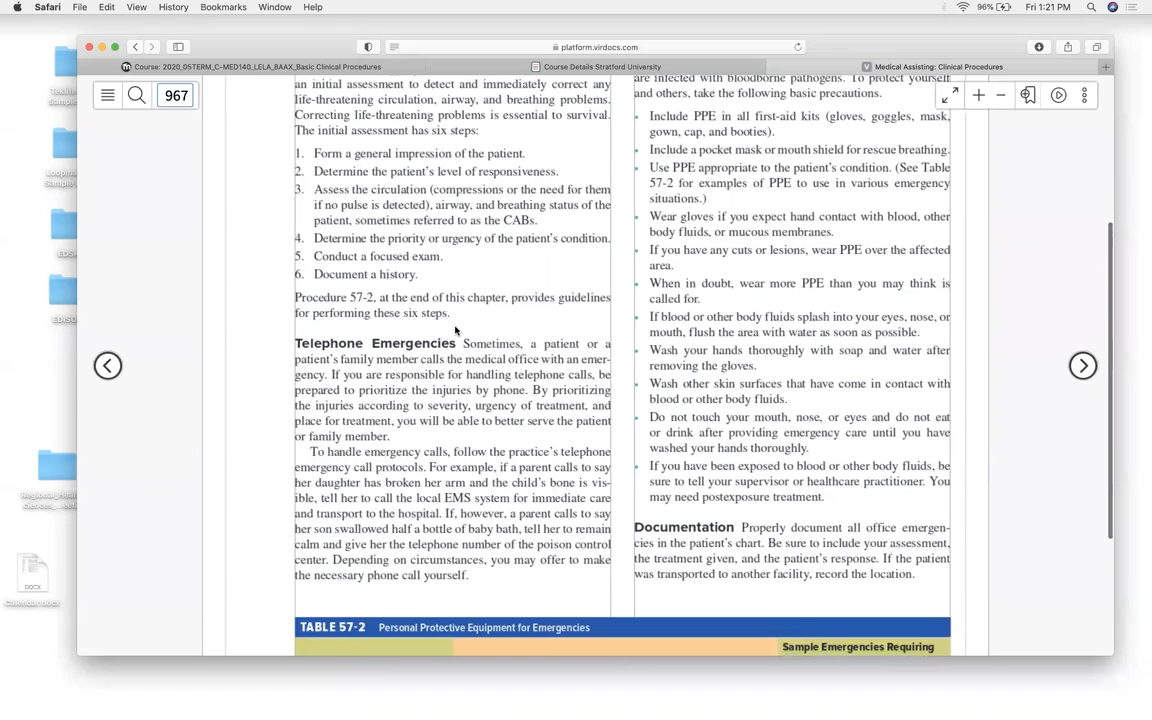 Safari File Edit View History Bookmarks Window Help
96% Fri 1:21 PM
platform.virdocs.com
Course: 2020_05TERM_C-MED140_LELA_8AAX_Basic Clinical Procedures
Course Details Stratford University
Medical Assisting: Clinical Procedures
967
an initial assessment to detect and immediately correct any
life-threatening circulation, airway, and breathing problems.
Correcting life-threatening problems is essential to survival.
The initial assessment has six steps:
1. Form a general impression of the patient.
2. Determine the patient's level of responsiveness.
3. Assess the circulation (compressions or the need for them
if no pulse is detected), airway, and breathing status of the
patient, sometimes referred to as the CABs.
4. Determine the priority or urgency of the patient's condition.
5. Conduct a focused exam.
6. Document a history.
Procedure 57-2, at the end of this chapter, provides guidelines
for performing these six steps.
Telephone Emergencies Sometimes, a patient or a
patient's family member calls the medical office with an emer-
gency. If you are responsible for handling telephone calls, be
prepared to prioritize the injuries by phone. By prioritizing
the injuries according to severity, urgency of treatment, and
place for treatment, you will be able to better serve the patient
or family member.
To handle emergency calls, follow the practice's telephone
emergency call protocols. For example, if a parent calls to say
her daughter has broken her arm and the child's bone is vis-
ible, tell her to call the local EMS system for immediate care
and transport to the hospital. If, however, a parent calls to say
her son swallowed half a bottle of baby bath, tell her to remain
calm and give her the telephone number of the poison control
center. Depending on circumstances, you may offer to make
the necessary phone call yourself.
are infected with bloodborne pathogens. To protect yourself
and others, take the following basic precautions.
• Include PPE in all first-aid kits (gloves, goggles, mask,
gown, cap, and booties).
• Include a pocket mask or mouth shield for rescue breathing.
• Use PPE appropriate to the patient's condition. (See Table
57-2 for examples of PPE to use in various emergency
situations.)
• Wear gloves if you expect hand contact with blood, other
body fluids, or mucous membranes.
• If you have any cuts or lesions, wear PPE over the affected
area.
• When in doubt, wear more PPE than you may think is
called for.
• If blood or other body fluids splash into your eyes, nose, or
mouth, flush the area with water as soon as possible.
• Wash your hands thoroughly with soap and water after
removing the gloves.
• Wash other skin surfaces that have come in contact with
blood or other body fluids.
• Do not touch your mouth, nose, or eyes and do not eat
or drink after providing emergency care until you have
washed your hands thoroughly.
• If you have been exposed to blood or other body fluids, be
sure to tell your supervisor or healthcare practitioner. You
may need postexposure treatment.
Documentation Properly document all office emergen-
cies in the patient's chart. Be sure to include your assessment,
the treatment given, and the patient's response. If the patient
was transported to another facility, record the location.
TABLE 57-2 Personal Protective Equipment for Emergencies
Sample Emergencies Requiring
DOCX
Calendar.docx